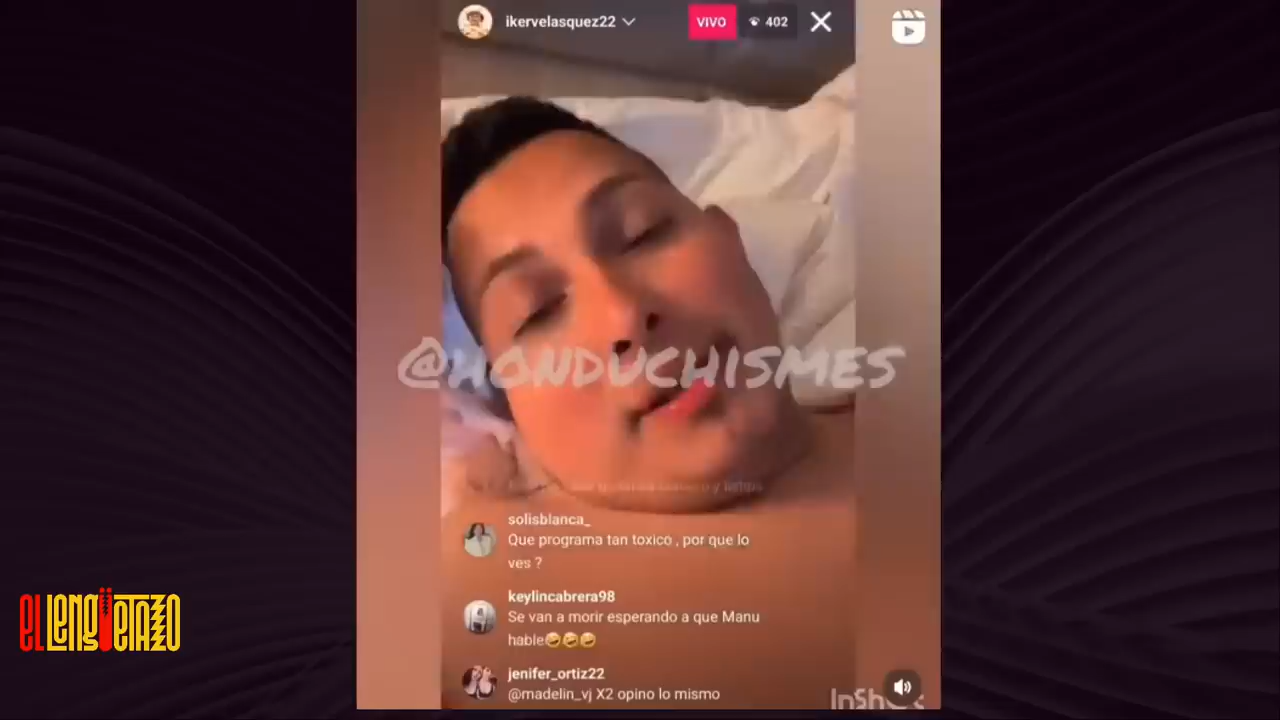 ikervelasquez22
VIVO
402
@HONDUCHISMES
solisblanca_
Que programa tan toxico , por que lo
ves ?
keylincabrera98
Se van a morir esperando a que Manu
hable🤣🤣🤣
jenifer_ortiz22
@madelin_vj X2 opino lo mismo
EL LENGÜETAZO
InShot